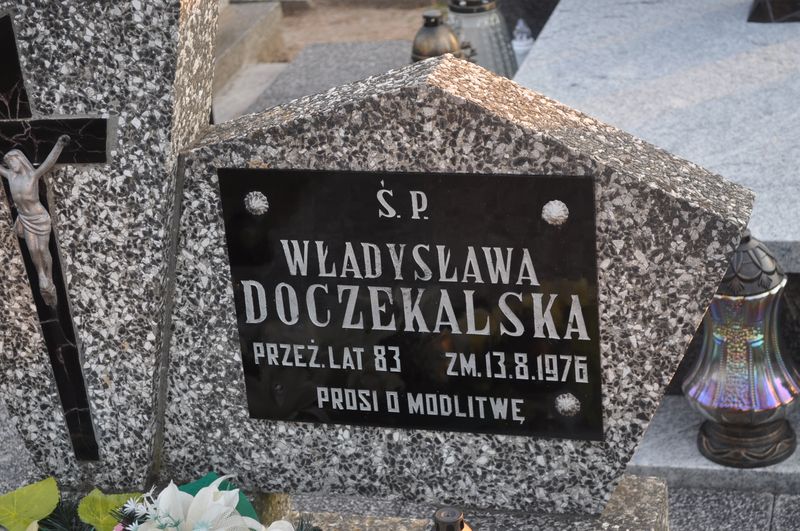 Ś.P.
WŁADYSŁAWA
DOCZEKALSKA
PRZEŻ.LAT 83 ZM.13.8.1976
PROSI O MODLITWĘ